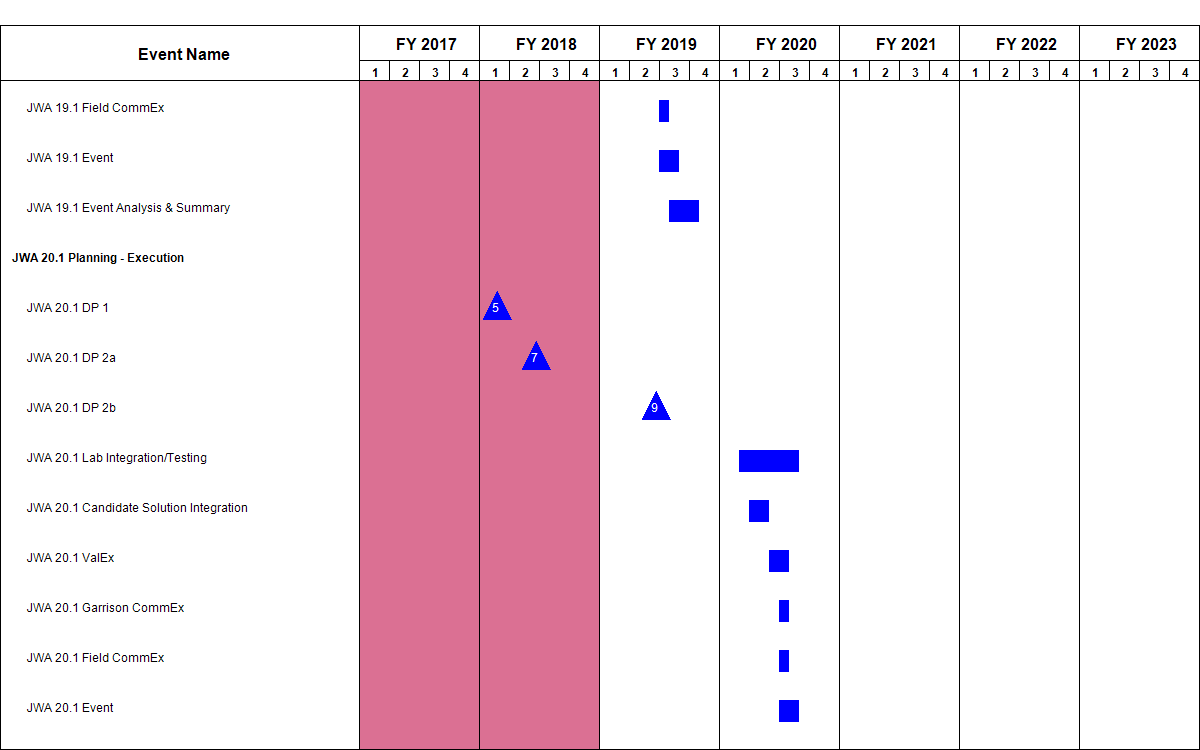 Event Name FY 2017 FY 2018 FY 2019 FY 2020 FY 2021 FY 2022 FY 2023
1 2 3 4 1 2 3 4 1 2 3 4 1 2 3 4 1 2 3 4 1 2 3 4 1 2 3 4
JWA 19.1 Field CommEx
JWA 19.1 Event
JWA 19.1 Event Analysis & Summary
JWA 20.1 Planning - Execution
JWA 20.1 DP 1 5
JWA 20.1 DP 2a 7
JWA 20.1 DP 2b 9
JWA 20.1 Lab Integration/Testing
JWA 20.1 Candidate Solution Integration
JWA 20.1 ValEx
JWA 20.1 Garrison CommEx
JWA 20.1 Field CommEx
JWA 20.1 Event